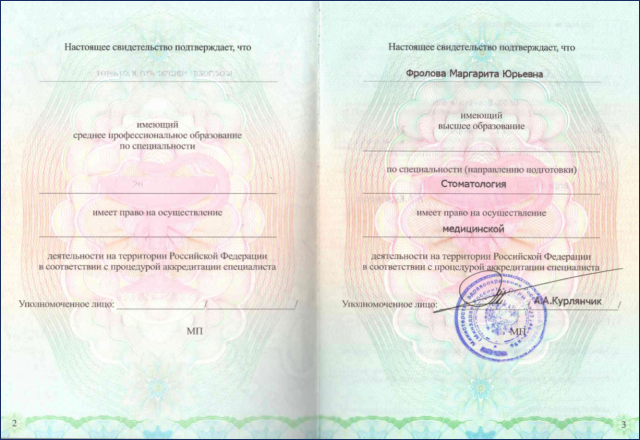 Настоящее свидетельство подтверждает, что
имеющий
среднее профессиональное образование
по специальности
имеет право на осуществление
деятельности на территории Российской Федерации
в соответствии с процедурой аккредитации специалиста
Уполномоченное лицо: / /
МП
2
Настоящее свидетельство подтверждает, что
Фролова Маргарита Юрьевна
имеющий
высшее образование
по специальности (направлению подготовки)
Стоматология
имеет право на осуществление
медицинской
деятельности на территории Российской Федерации
в соответствии с процедурой аккредитации специалиста
Уполномоченное лицо: А.А.Курлянчик /
МП
3